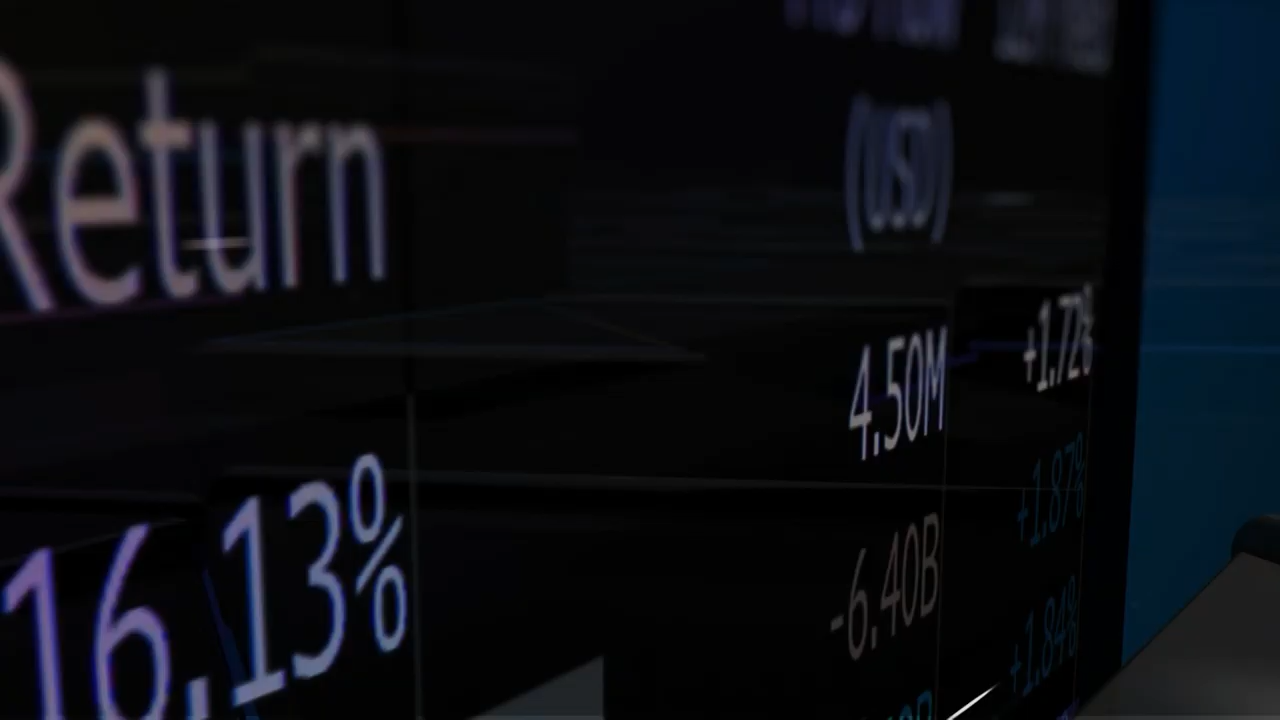 Return
(USD)
4.50M
+1.72%
+1.87%
16.13%
-6.40B
+1.84%